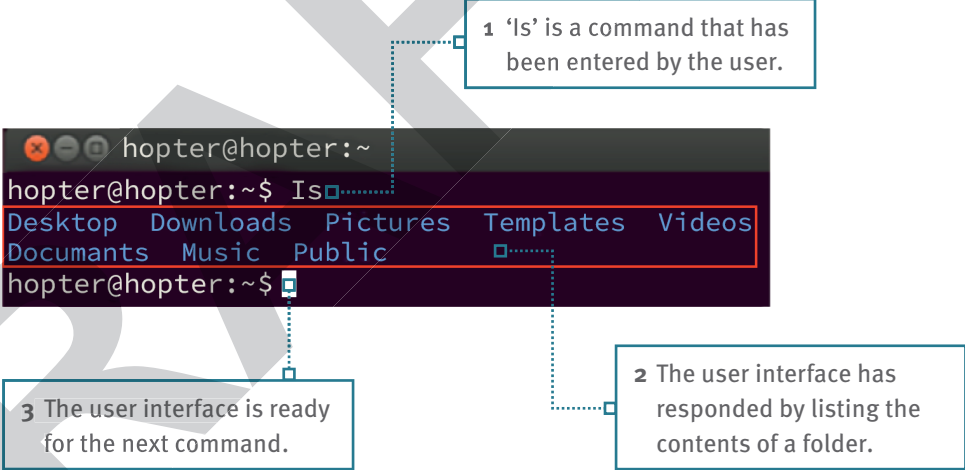 1 ‘Is’ is a command that has
been entered by the user.
hopter@hopter:~
hopter@hopter:~$ Is
Desktop Downloads Pictures Templates Videos
Documants Music Public
hopter@hopter:~$
2 The user interface has
responded by listing the
contents of a folder.
3 The user interface is ready
for the next command.